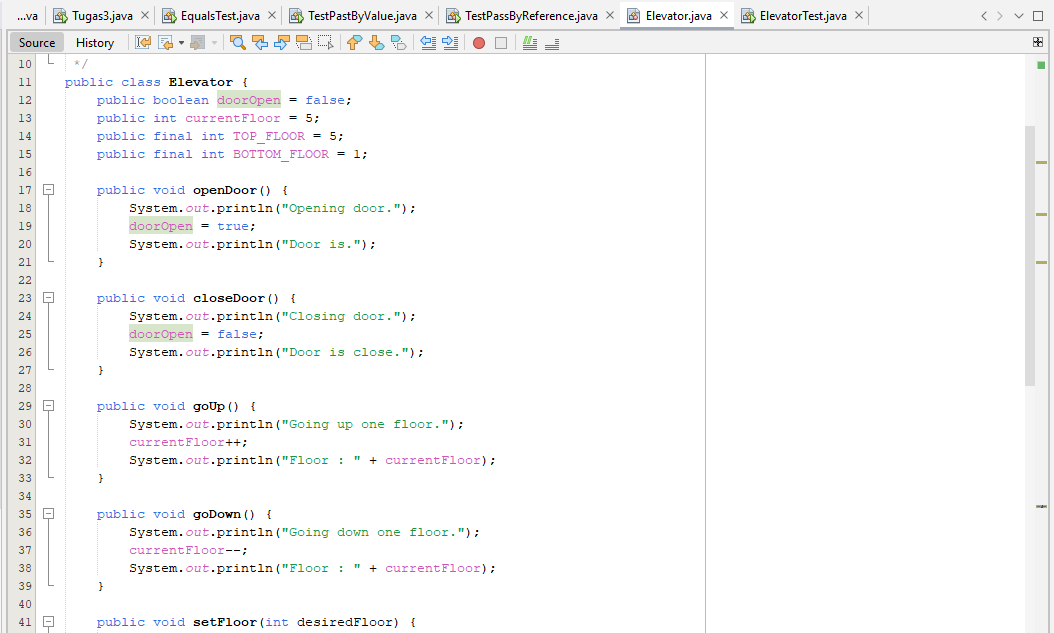 ...va Tugas3.java EqualsTest.java TestPastByValue.java TestPassByReference.java Elevator.java ElevatorTest.java
Source History
10 */
11 public class Elevator {
12 public boolean doorOpen = false;
13 public int currentFloor = 5;
14 public final int TOP_FLOOR = 5;
15 public final int BOTTOM_FLOOR = 1;
16
17 public void openDoor() {
18 System.out.println("Opening door.");
19 doorOpen = true;
20 System.out.println("Door is.");
21 }
22
23 public void closeDoor() {
24 System.out.println("Closing door.");
25 doorOpen = false;
26 System.out.println("Door is close.");
27 }
28
29 public void goUp() {
30 System.out.println("Going up one floor.");
31 currentFloor++;
32 System.out.println("Floor : " + currentFloor);
33 }
34
35 public void goDown() {
36 System.out.println("Going down one floor.");
37 currentFloor--;
38 System.out.println("Floor : " + currentFloor);
39 }
40
41 public void setFloor(int desiredFloor) {